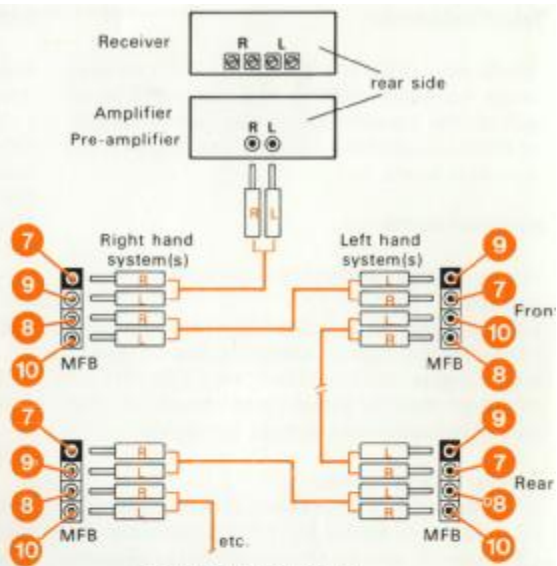 Receiver
R L
rear side
Amplifier
Pre-amplifier
R L
R L
Right hand
system(s)
Left hand
system(s)
7 R L 9
9 L R 7
8 R L 10
10 L R 8
Front
MFB MFB
7 R L 9
9 L R 7
8 R L 8
10 L R 10
Rear
MFB MFB
etc.